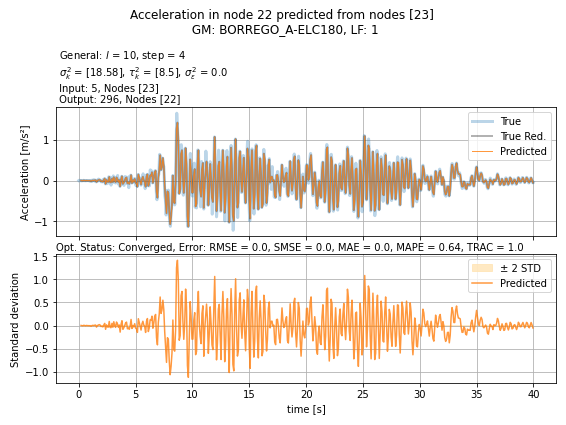 Acceleration in node 22 predicted from nodes [23]
GM: BORREGO_A-ELC180, LF: 1
General: l = 10, step = 4
σ²ₖ = [18.58], τ²ₖ = [8.5], σ²ₑ = 0.0
Input: 5, Nodes [23]
Output: 296, Nodes [22]
True
True Red.
Predicted
Acceleration [m/s²]
1
0
−1
Opt. Status: Converged, Error: RMSE = 0.0, SMSE = 0.0, MAE = 0.0, MAPE = 0.64, TRAC = 1.0
± 2 STD
Predicted
Standard deviation
1.5
1.0
0.5
0.0
−0.5
−1.0
0 5 10 15 20 25 30 35 40
time [s]